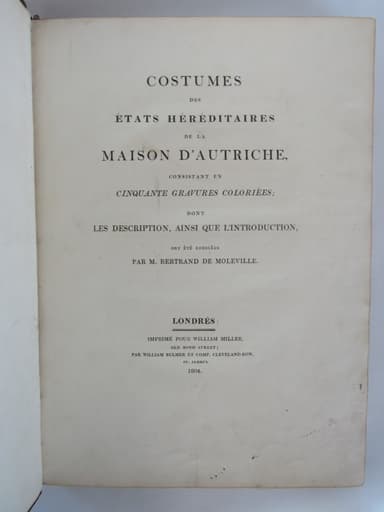 COSTUMES
DES
ÉTATS HÉRÉDITAIRES
DE LA
MAISON D'AUTRICHE,
CONSISTANT EN
CINQUANTE GRAVURES COLORIÉES;
DONT
LES DESCRIPTION, AINSI QUE L'INTRODUCTION,
ONT ÉTÉ RÉDIGÉES
PAR M. BERTRAND DE MOLEVILLE.
LONDRES:
IMPRIMÉ POUR WILLIAM MILLER,
OLD BOND STREET;
PAR WILLIAM BULMER ET COMP. CLEVELAND-ROW,
ST. JAMES'S.
1804.